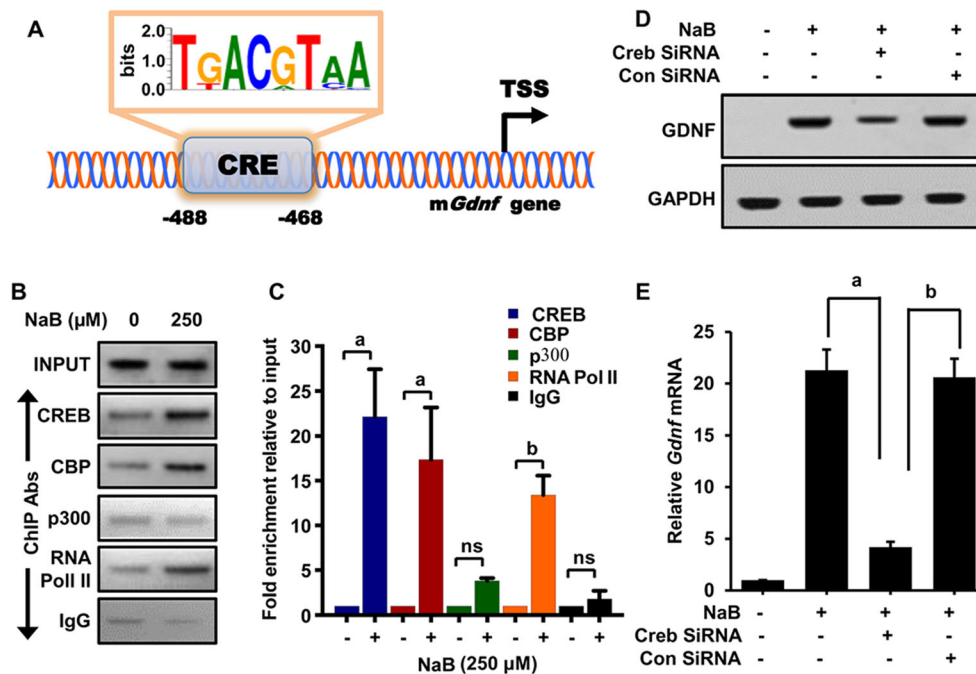 A
2.0
1.0
0.0
bits
TGACGTAA
CRE
TSS
-488
-468
mGdnf gene
B
NaB (µM) 0 250
INPUT
CREB
CBP
p300
RNA
Poll II
IgG
ChIP Abs
C
CREB
CBP
p300
RNA Pol II
IgG
Fold enrichment relative to input
30
25
20
15
10
5
0
a
a
ns
b
ns
- + - + - + - + - +
NaB (250 µM)
D
NaB - + + +
Creb SiRNA - - + -
Con SiRNA - - - +
GDNF
GAPDH
E
Relative Gdnf mRNA
25
20
15
10
5
0
a
b
NaB - + + +
Creb SiRNA - - + -
Con SiRNA - - - +